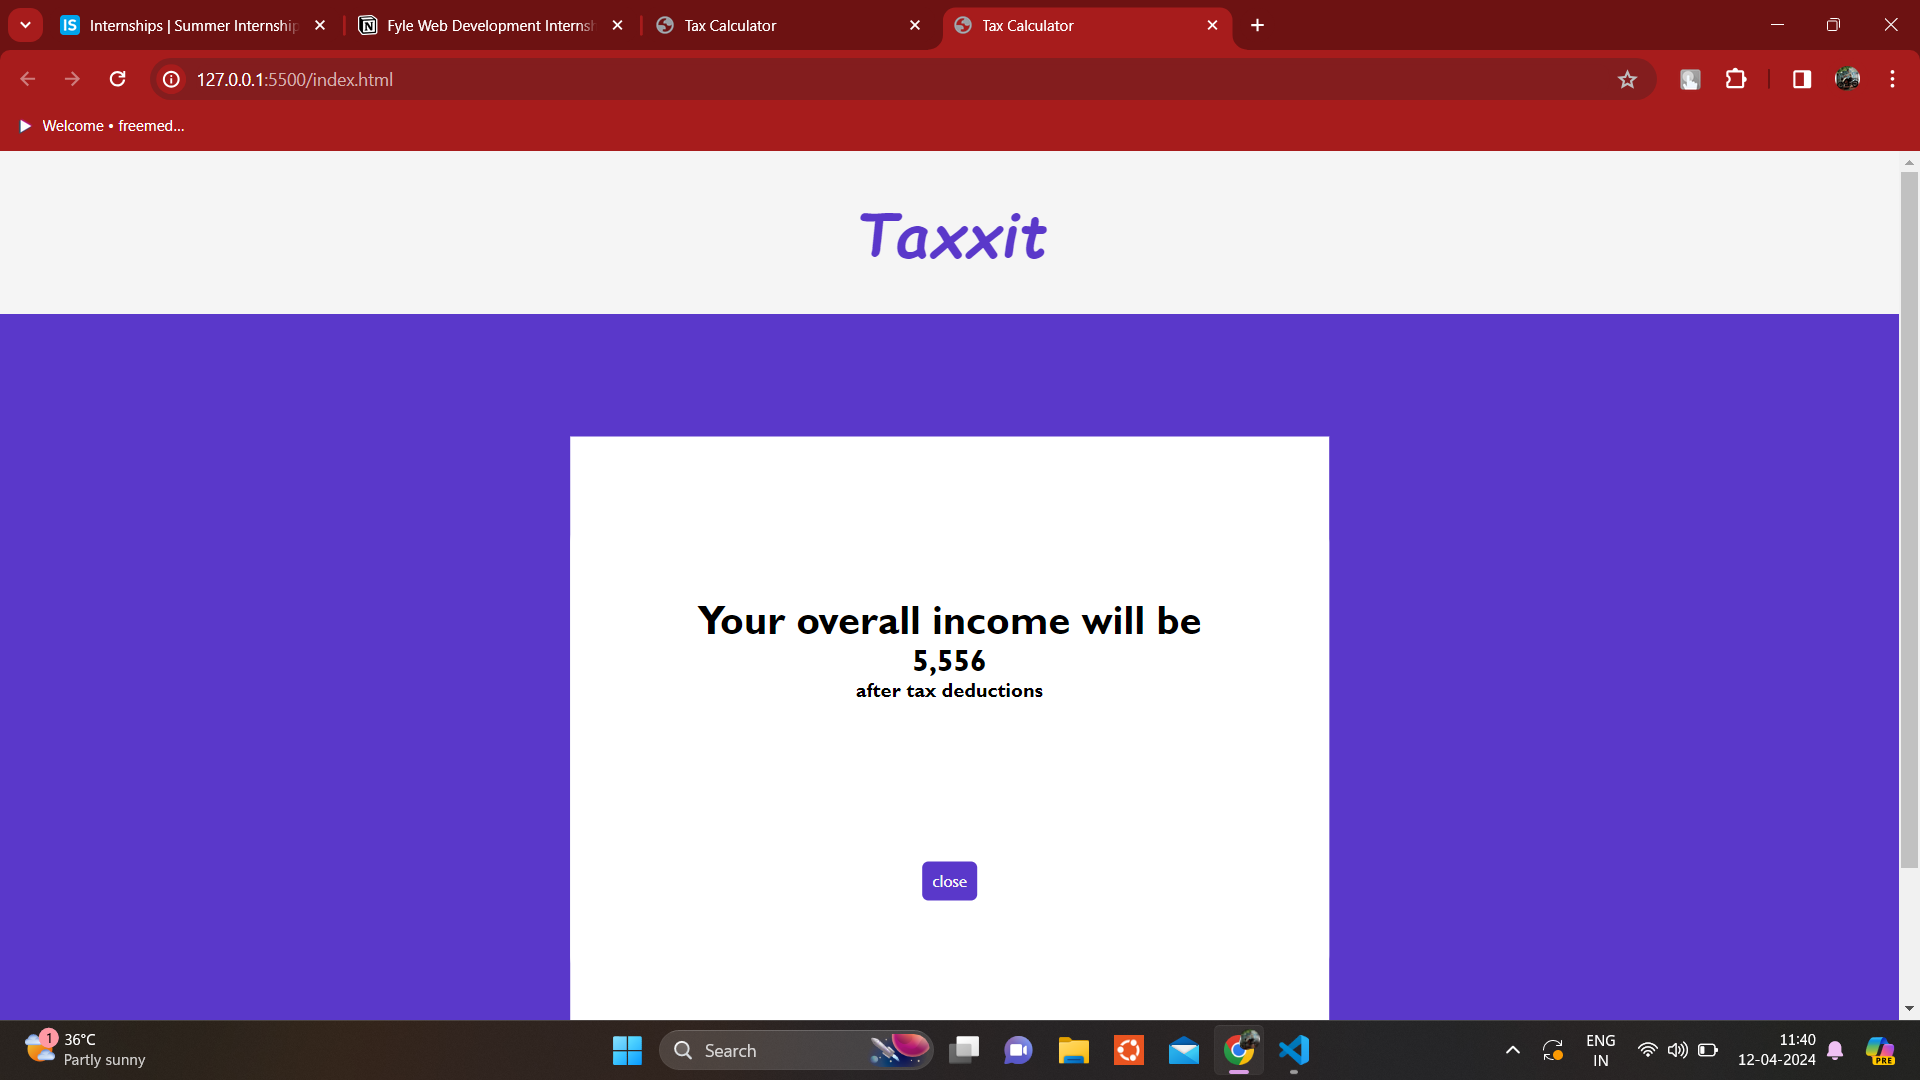 IS Internships | Summer Internship
Fyle Web Development Internsh
Tax Calculator
Tax Calculator
127.0.0.1:5500/index.html
Welcome • freemed...
Taxxit
Your overall income will be
5,556
after tax deductions
close
1
36°C
Partly sunny
Search
ENG
IN
11:40
12-04-2024
PRE